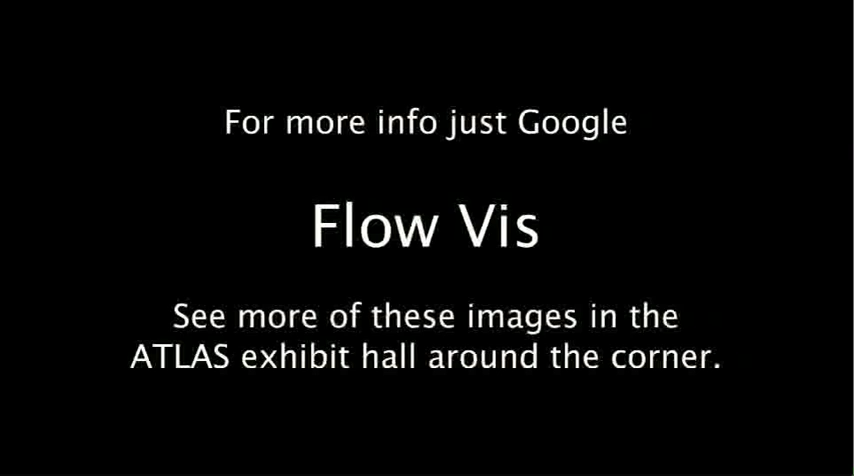 For more info just Google
Flow Vis
See more of these images in the
ATLAS exhibit hall around the corner.